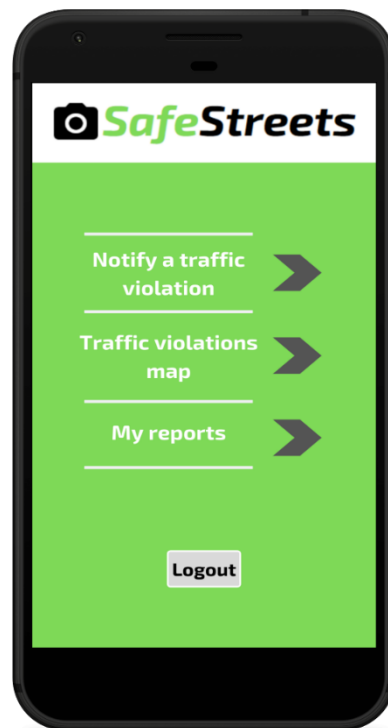 SafeStreets
Notify a traffic
violation
Traffic violations
map
My reports
Logout